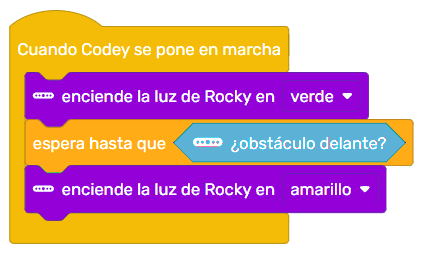 Cuando Codey se pone en marcha
enciende la luz de Rocky en verde
espera hasta que ¿obstáculo delante?
enciende la luz de Rocky en amarillo